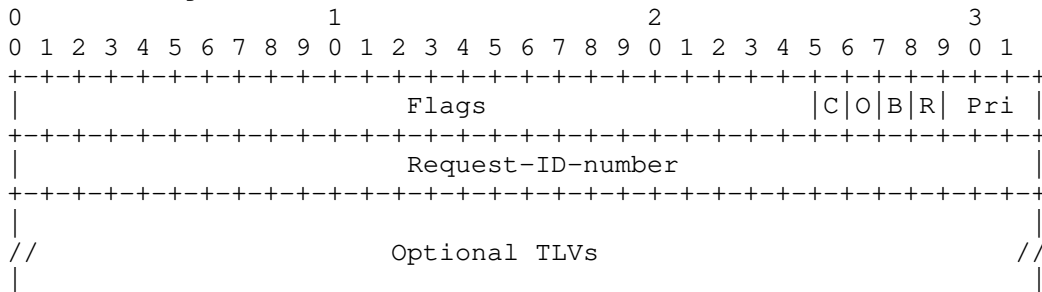 0                   1                   2                   3
0 1 2 3 4 5 6 7 8 9 0 1 2 3 4 5 6 7 8 9 0 1 2 3 4 5 6 7 8 9 0 1
+-+-+-+-+-+-+-+-+-+-+-+-+-+-+-+-+-+-+-+-+-+-+-+-+-+-+-+-+-+-+-+-+
|                        Flags                    |C|O|B|R| Pri |
+-+-+-+-+-+-+-+-+-+-+-+-+-+-+-+-+-+-+-+-+-+-+-+-+-+-+-+-+-+-+-+-+
|                        Request-ID-number                      |
+-+-+-+-+-+-+-+-+-+-+-+-+-+-+-+-+-+-+-+-+-+-+-+-+-+-+-+-+-+-+-+-+
|                                                               |
//                      Optional TLVs                          //
|                                                               |